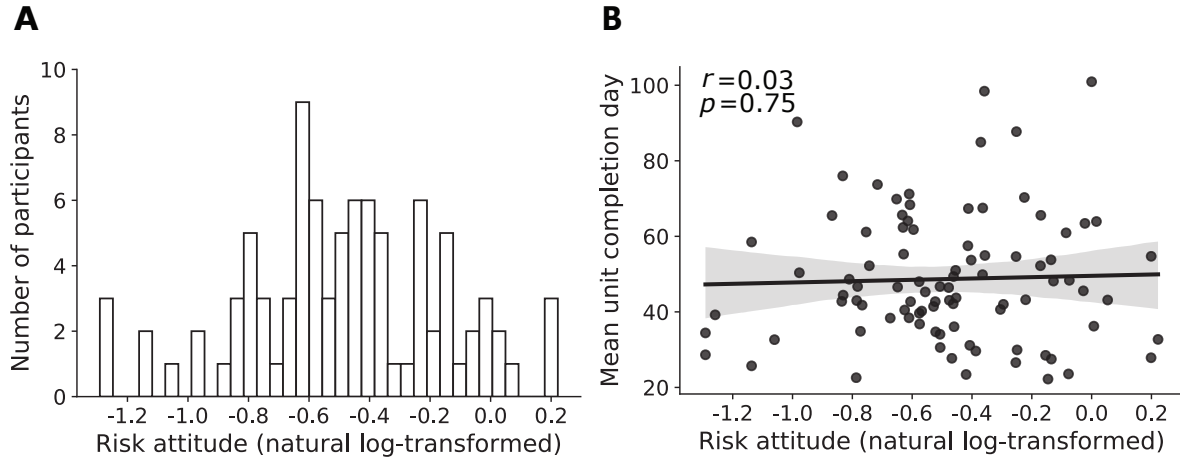 A
Number of participants
10
8
6
4
2
0
-1.2 -1.0 -0.8 -0.6 -0.4 -0.2 0.0 0.2
Risk attitude (natural log-transformed)
B
Mean unit completion day
100
80
60
40
20
r=0.03
p=0.75
-1.2 -1.0 -0.8 -0.6 -0.4 -0.2 0.0 0.2
Risk attitude (natural log-transformed)